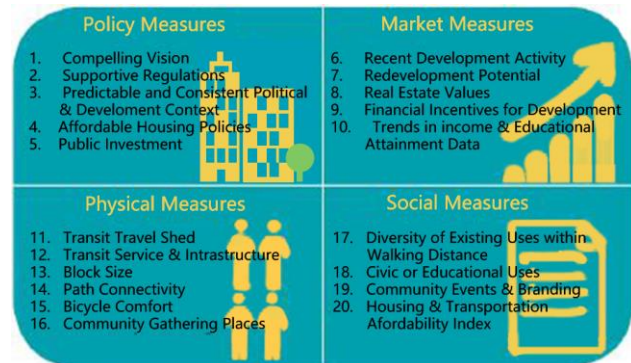 Policy Measures
1. Compelling Vision
2. Supportive Regulations
3. Predictable and Consistent Political
& Develoment Context
4. Affordable Housing Policies
5. Public Investment
Market Measures
6. Recent Development Activity
7. Redevelopment Potential
8. Real Estate Values
9. Financial Incentives for Development
10. Trends in income & Educational
Attainment Data
Physical Measures
11. Transit Travel Shed
12. Transit Service & Intrastructure
13. Block Size
14. Path Connectivity
15. Bicycle Comfort
16. Community Gathering Places
Social Measures
17. Diversity of Existing Uses within
Walking Distance
18. Civic or Educational Uses
19. Community Events & Branding
20. Housing & Transportation
Afordability Index